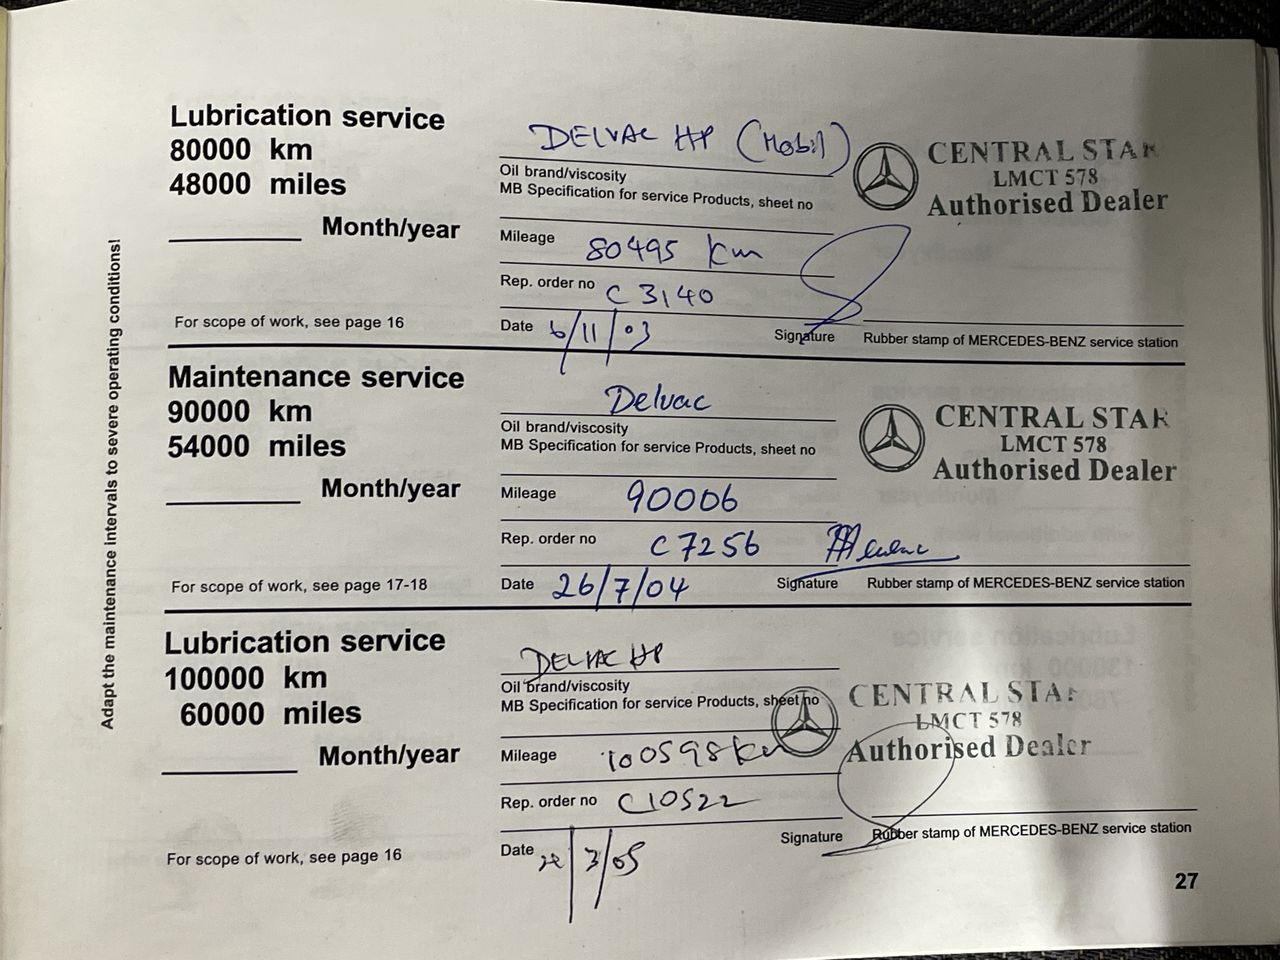 Adapt the maintenance intervals to severe operating conditions!
Lubrication service
80000 km
48000 miles
Month/year
For scope of work, see page 16
DELVAC HP (Mobil)
Oil brand/viscosity
MB Specification for service Products, sheet no
Mileage 80495 km
Rep. order no C 3140
Date 6/11/03
Signature
CENTRAL STAR
LMCT 578
Authorised Dealer
Rubber stamp of MERCEDES-BENZ service station
Maintenance service
90000 km
54000 miles
Month/year
For scope of work, see page 17-18
Delvac
Oil brand/viscosity
MB Specification for service Products, sheet no
Mileage 90006
Rep. order no C 7256
Date 26/7/04
Signature
CENTRAL STAR
LMCT 578
Authorised Dealer
Rubber stamp of MERCEDES-BENZ service station
Lubrication service
100000 km
60000 miles
Month/year
For scope of work, see page 16
DELVAC HP
Oil brand/viscosity
MB Specification for service Products, sheet no
Mileage 100598 km
Rep. order no C10522
Date /3/05
Signature
CENTRAL STAR
LMCT 578
Authorised Dealer
Rubber stamp of MERCEDES-BENZ service station
27